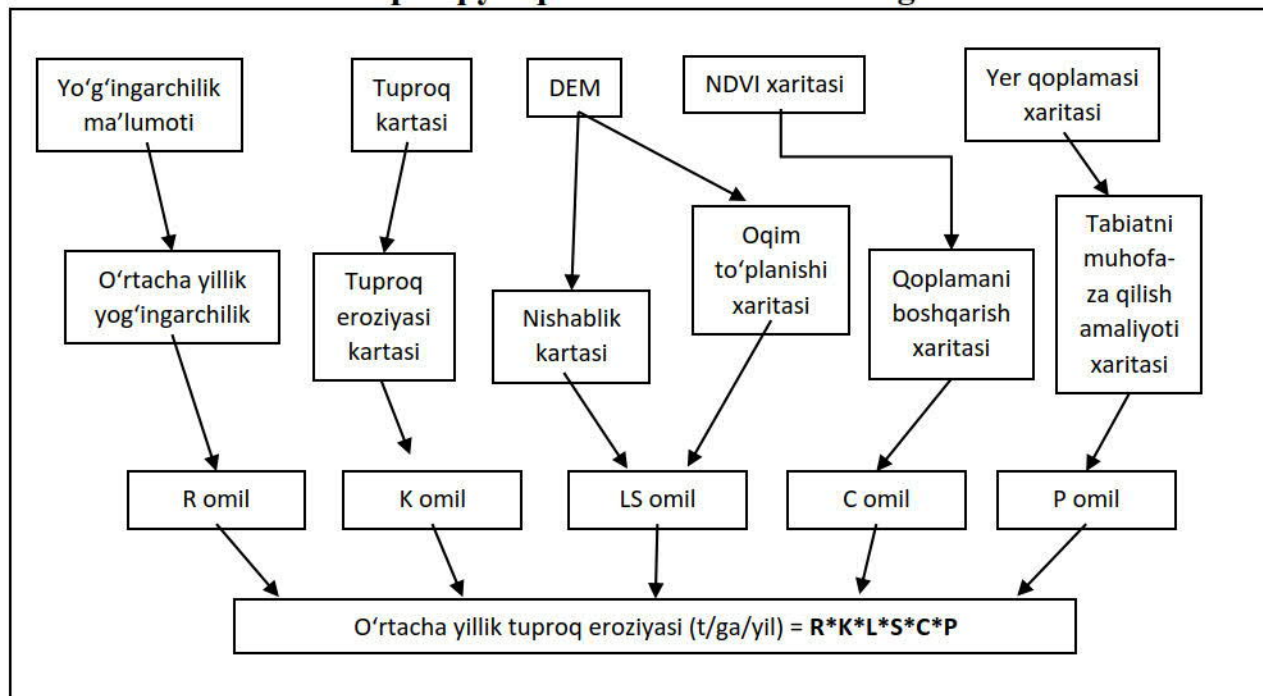 Yo‘g‘ingarchilik
ma’lumoti
Tuproq
kartasi
DEM
NDVI xaritasi
Yer qoplamasi
xaritasi
O‘rtacha yillik
yog‘ingarchilik
Tuproq
eroziyasi
kartasi
Nishablik
kartasi
Oqim
to‘planishi
xaritasi
Qoplamani
boshqarish
xaritasi
Tabiatni
muhofa-
za qilish
amaliyoti
xaritasi
R omil
K omil
LS omil
C omil
P omil
O‘rtacha yillik tuproq eroziyasi (t/ga/yil) = R*K*L*S*C*P